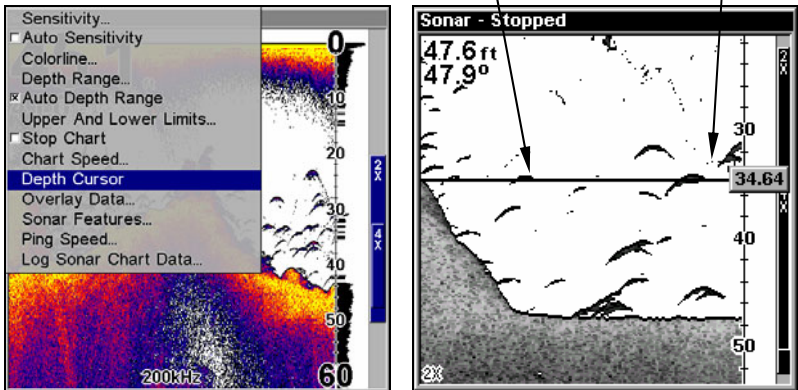 Sensitivity...
Auto Sensitivity
Colorline...
Depth Range...
Auto Depth Range
Upper And Lower Limits...
Stop Chart
Chart Speed...
Depth Cursor
Overlay Data...
Sonar Features...
Ping Speed...
Log Sonar Chart Data...
0
10
20
30
40
50
60
2X
4X
200kHz
Sonar - Stopped
47.6 ft
47.9º
2X
30
34.64
40
50
2X